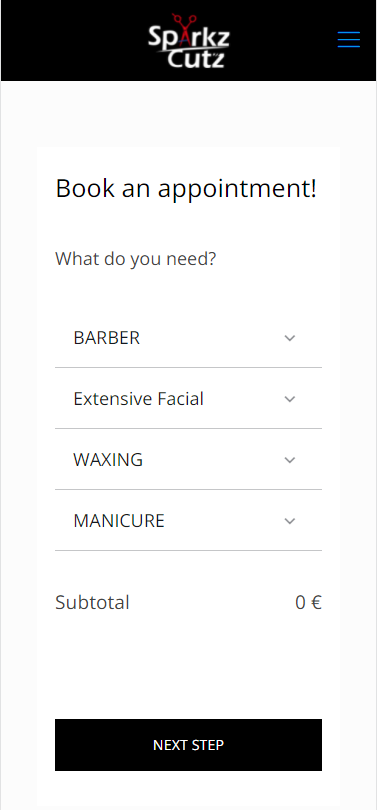 Sparkz
Cutz
Book an appointment!
What do you need?
BARBER
Extensive Facial
WAXING
MANICURE
Subtotal 0 €
NEXT STEP